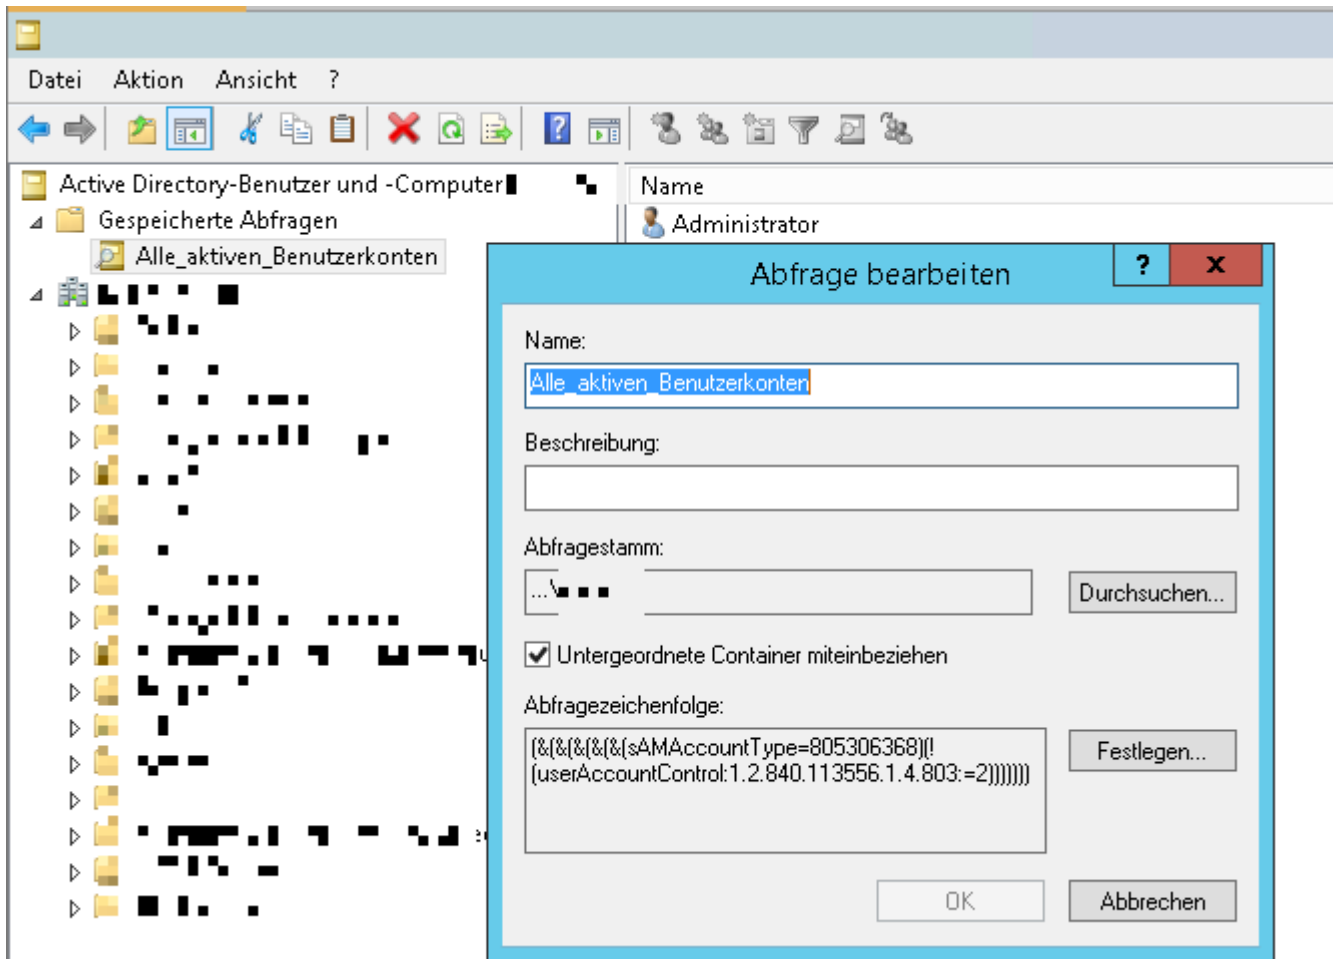 Datei Aktion Ansicht ?
Active Directory-Benutzer und -Computer
Gespeicherte Abfragen
Alle_aktiven_Benutzerkonten
Name
Administrator
Abfrage bearbeiten
? x
Name:
Alle_aktiven_Benutzerkonten
Beschreibung:
Abfragestamm:
...\
Durchsuchen...
Untergeordnete Container miteinbeziehen
Abfragezeichenfolge:
(&(&(&(&(&(sAMAccountType=805306368)(!
(userAccountControl:1.2.840.113556.1.4.803:=2)))))))
Festlegen...
OK
Abbrechen